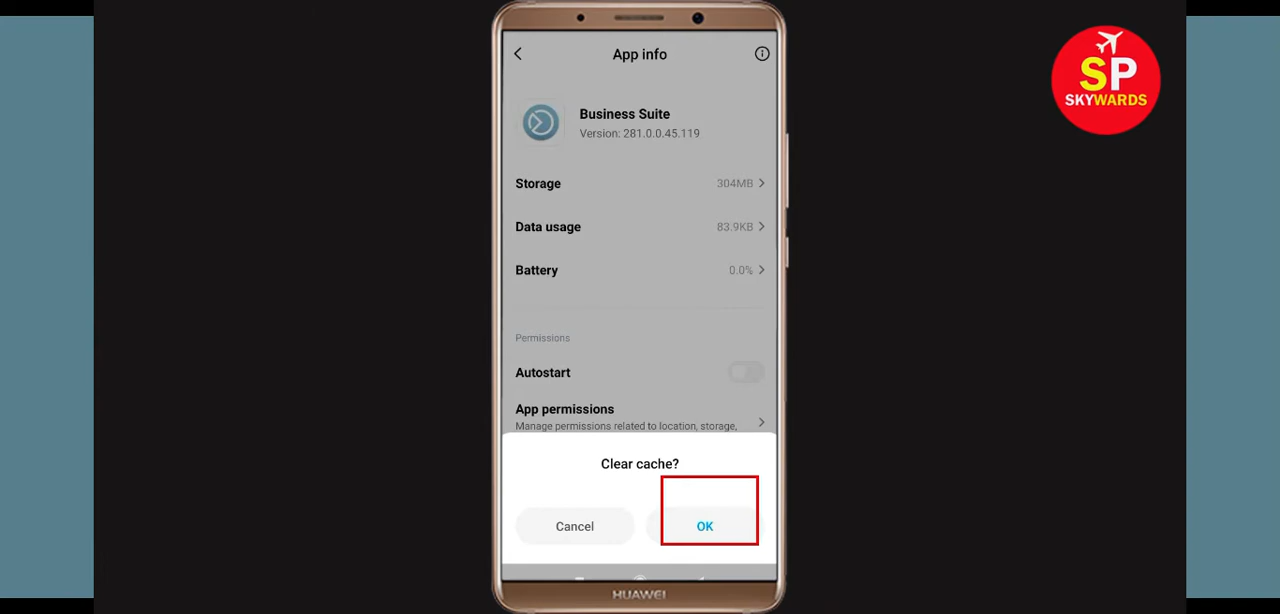 App info
Business Suite
Version: 281.0.0.45.119
Storage 304MB
Data usage 83.9KB
Battery 0.0%
Permissions
Autostart
App permissions
Manage permissions related to location, storage,
Clear cache?
Cancel OK
HUAWEI
SP
SKYWARDS